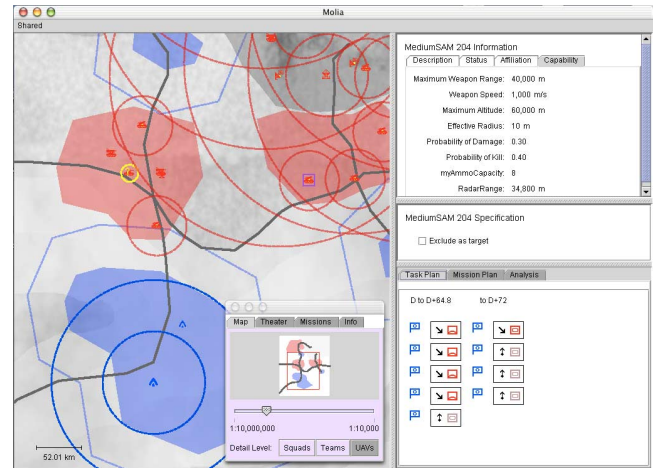 Molia
Shared
MediumSAM 204 Information
Description Status Affiliation Capability
Maximum Weapon Range: 40,000 m
Weapon Speed: 1,000 m/s
Maximum Altitude: 60,000 m
Effective Radius: 10 m
Probability of Damage: 0.30
Probability of Kill: 0.40
myAmmoCapacity: 8
RadarRange: 34,800 m
MediumSAM 204 Specification
Exclude as target
Task Plan Mission Plan Analysis
D to D+64.8 to D+72
Map Theater Missions Info
1:10,000,000 1:10,000
Detail Level: Squads Teams UAVs
52.01 km